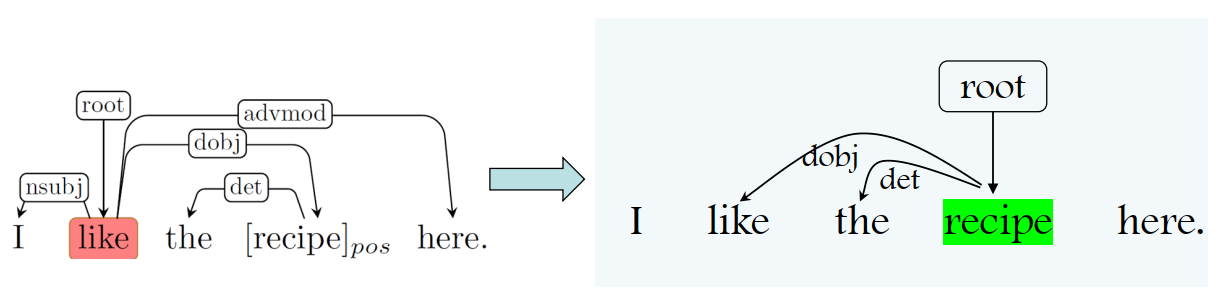 root
advmod
dobj
nsubj
det
I like the [recipe]pos here.
root
dobj
det
I like the recipe here.